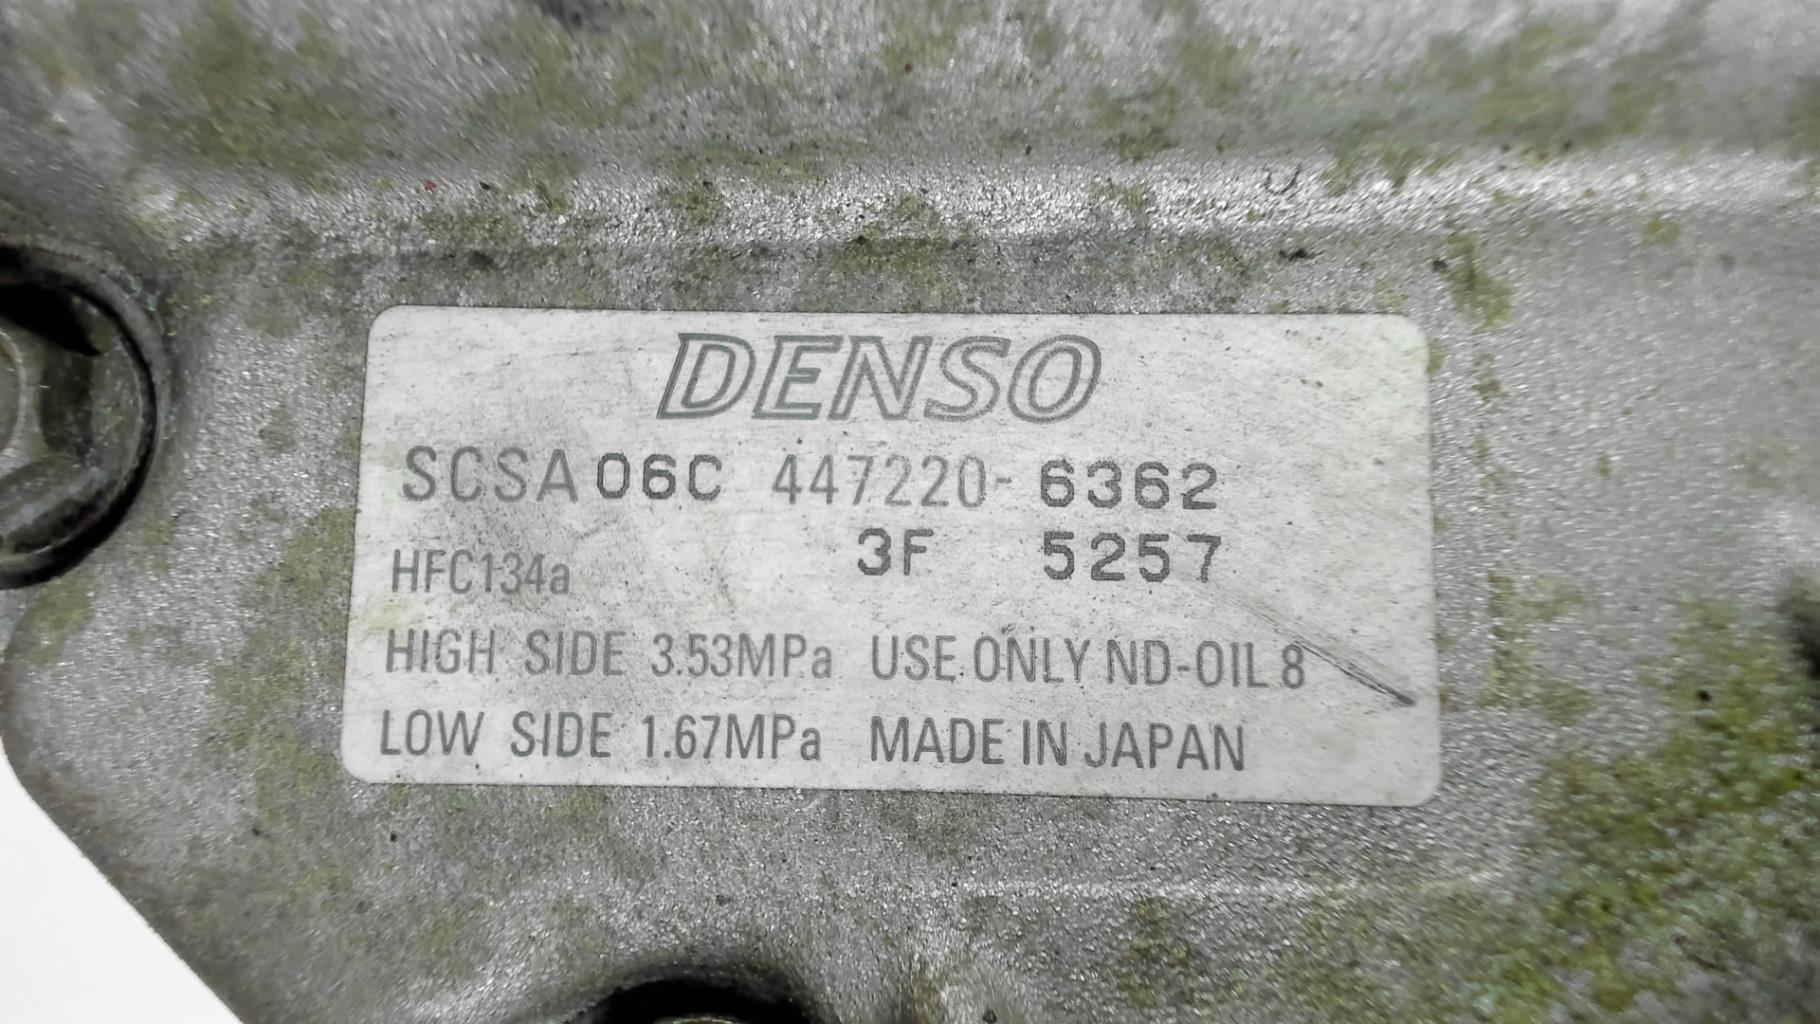 DENSO
SCSA06C 447220-6362
HFC134a 3F 5257
HIGH SIDE 3.53MPa USE ONLY ND-OIL 8
LOW SIDE 1.67MPa MADE IN JAPAN